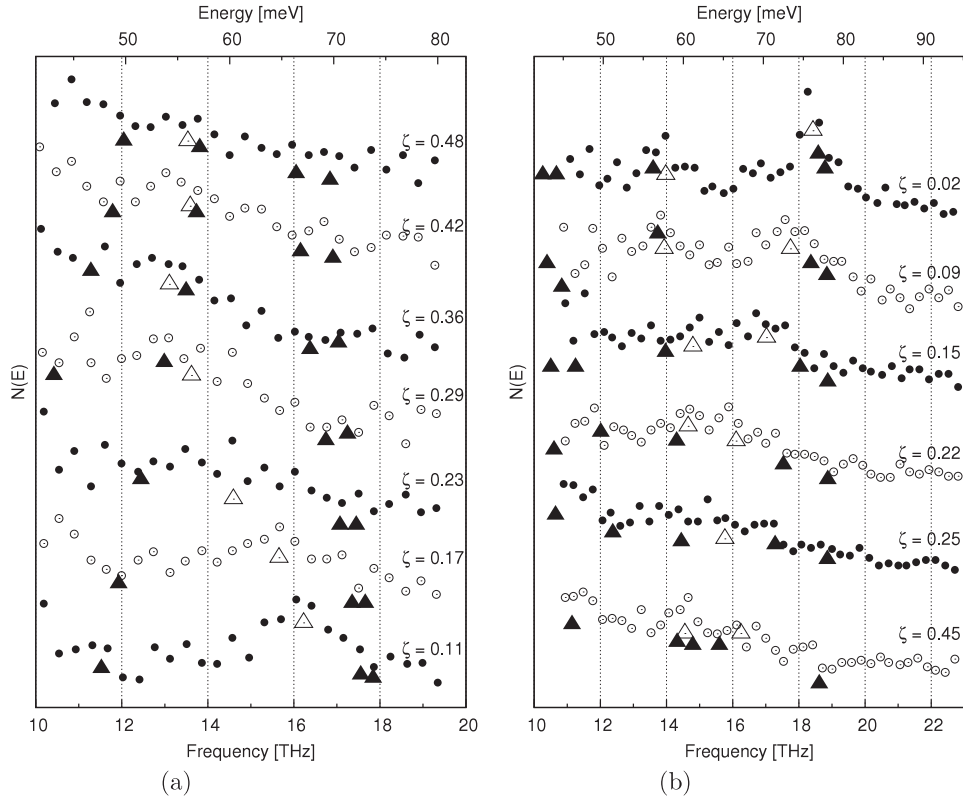 Energy [meV]
50 60 70 80
N(E)
ζ = 0.48
ζ = 0.42
ζ = 0.36
ζ = 0.29
ζ = 0.23
ζ = 0.17
ζ = 0.11
10 12 14 16 18 20
Frequency [THz]
(a)
Energy [meV]
50 60 70 80 90
N(E)
ζ = 0.02
ζ = 0.09
ζ = 0.15
ζ = 0.22
ζ = 0.25
ζ = 0.45
10 12 14 16 18 20 22
Frequency [THz]
(b)